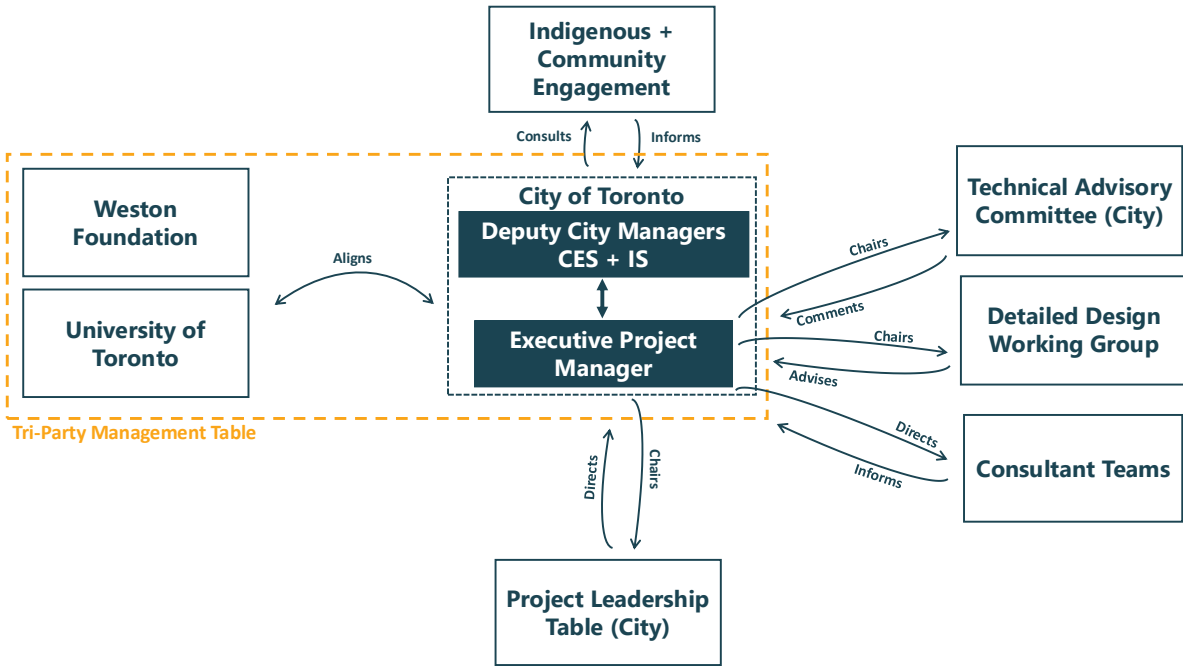 Indigenous +
Community
Engagement
Consults
Informs
Weston
Foundation
University of
Toronto
Tri-Party Management Table
Aligns
City of Toronto
Deputy City Managers
CES + IS
Executive Project
Manager
Chairs
Comments
Chairs
Advises
Directs
Informs
Technical Advisory
Committee (City)
Detailed Design
Working Group
Consultant Teams
Directs
Chairs
Project Leadership
Table (City)